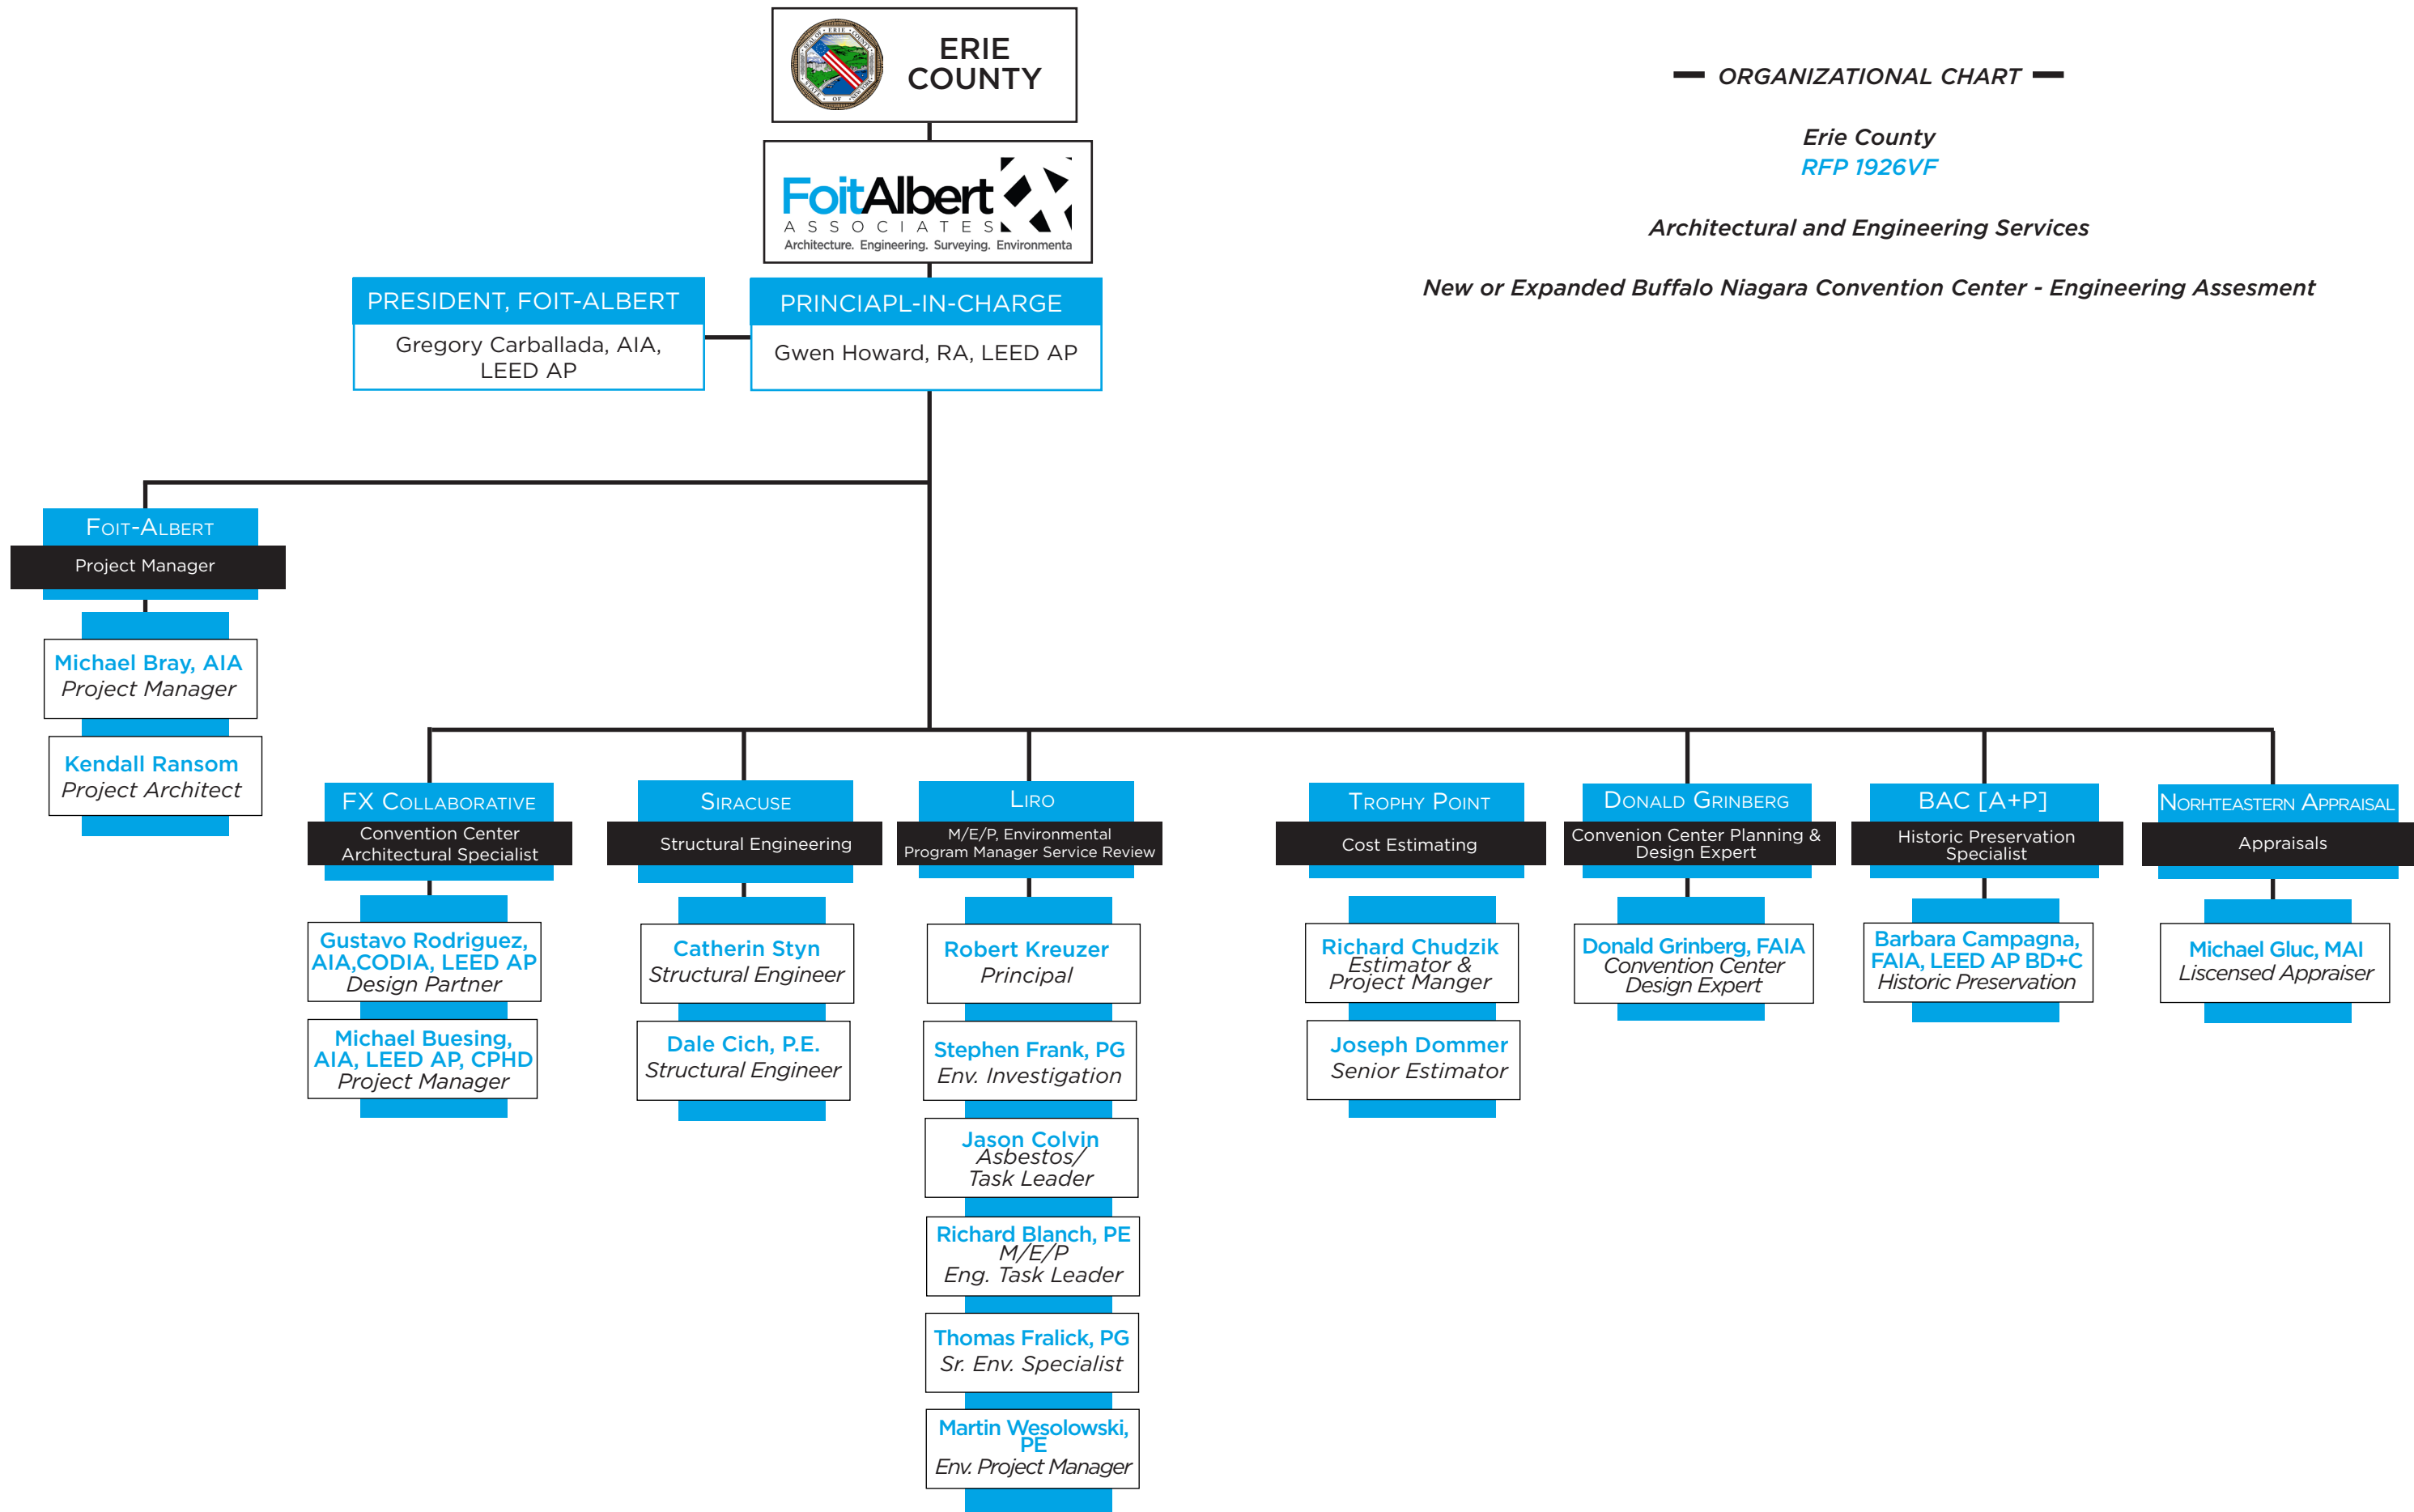 ERIE
COUNTY
FoitAlbert
ASSOCIATES
Architecture. Engineering. Surveying. Environmenta
ORGANIZATIONAL CHART
Erie County
RFP 1926VF
Architectural and Engineering Services
New or Expanded Buffalo Niagara Convention Center - Engineering Assesment
PRESIDENT, FOIT-ALBERT
Gregory Carballada, AIA,
LEED AP
PRINCIAPL-IN-CHARGE
Gwen Howard, RA, LEED AP
FOIT-ALBERT
Project Manager
Michael Bray, AIA
Project Manager
Kendall Ransom
Project Architect
FX COLLABORATIVE
Convention Center
Architectural Specialist
Gustavo Rodriguez,
AIA,CODIA, LEED AP
Design Partner
Michael Buesing,
AIA, LEED AP, CPHD
Project Manager
SIRACUSE
Structural Engineering
Catherin Styn
Structural Engineer
Dale Cich, P.E.
Structural Engineer
LIRO
M/E/P, Environmental
Program Manager Service Review
Robert Kreuzer
Principal
Stephen Frank, PG
Env. Investigation
Jason Colvin
Asbestos/
Task Leader
Richard Blanch, PE
M/E/P
Eng. Task Leader
Thomas Fralick, PG
Sr. Env. Specialist
Martin Wesolowski,
PE
Env. Project Manager
TROPHY POINT
Cost Estimating
Richard Chudzik
Estimator &
Project Manger
Joseph Dommer
Senior Estimator
DONALD GRINBERG
Convenion Center Planning &
Design Expert
Donald Grinberg, FAIA
Convention Center
Design Expert
BAC [A+P]
Historic Preservation
Specialist
Barbara Campagna,
FAIA, LEED AP BD+C
Historic Preservation
NORHTEASTERN APPRAISAL
Appraisals
Michael Gluc, MAI
Liscensed Appraiser